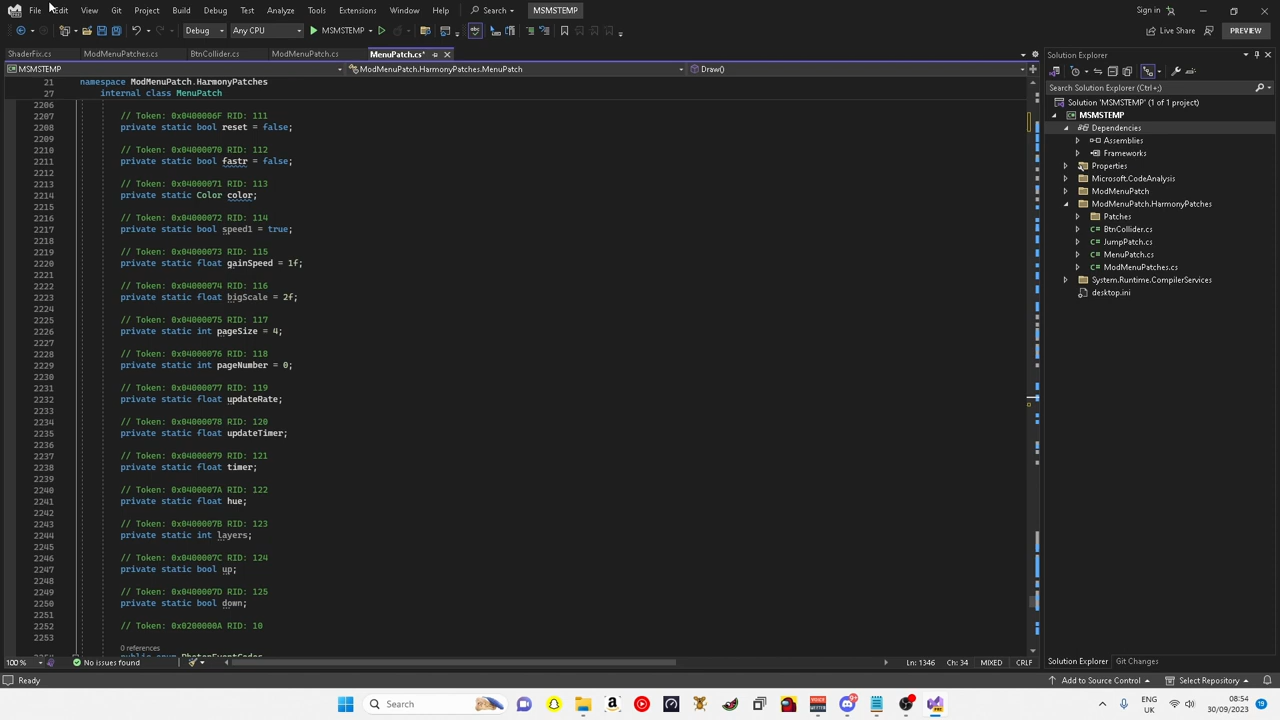 File Edit View Git Project Build Debug Test Analyze Tools Extensions Window Help Search MSMSTEMP Sign in
Debug Any CPU MSMSTEMP Live Share PREVIEW
ShaderFix.cs ModMenuPatches.cs BtnCollider.cs ModMenuPatch.cs MenuPatch.cs* Solution Explorer
MSMSTEMP ModMenuPatch.HarmonyPatches.MenuPatch Draw()
21 namespace ModMenuPatch.HarmonyPatches
27 internal class MenuPatch
2206
2207 // Token: 0x0400006F RID: 111
2208 private static bool reset = false;
2209
2210 // Token: 0x04000070 RID: 112
2211 private static bool fastr = false;
2212
2213 // Token: 0x04000071 RID: 113
2214 private static Color color;
2215
2216 // Token: 0x04000072 RID: 114
2217 private static bool speed1 = true;
2218
2219 // Token: 0x04000073 RID: 115
2220 private static float gainSpeed = 1f;
2221
2222 // Token: 0x04000074 RID: 116
2223 private static float bigScale = 2f;
2224
2225 // Token: 0x04000075 RID: 117
2226 private static int pageSize = 4;
2227
2228 // Token: 0x04000076 RID: 118
2229 private static int pageNumber = 0;
2230
2231 // Token: 0x04000077 RID: 119
2232 private static float updateRate;
2233
2234 // Token: 0x04000078 RID: 120
2235 private static float updateTimer;
2236
2237 // Token: 0x04000079 RID: 121
2238 private static float timer;
2239
2240 // Token: 0x0400007A RID: 122
2241 private static float hue;
2242
2243 // Token: 0x0400007B RID: 123
2244 private static int layers;
2245
2246 // Token: 0x0400007C RID: 124
2247 private static bool up;
2248
2249 // Token: 0x0400007D RID: 125
2250 private static bool down;
2251
2252 // Token: 0x0200000A RID: 10
2253
0 references
public enum PhotonEventCodes
Search Solution Explorer (Ctrl+;)
Solution 'MSMSTEMP' (1 of 1 project)
MSMSTEMP
Dependencies
Assemblies
Frameworks
Properties
Microsoft.CodeAnalysis
ModMenuPatch
ModMenuPatch.HarmonyPatches
Patches
BtnCollider.cs
JumpPatch.cs
MenuPatch.cs
ModMenuPatches.cs
System.Runtime.CompilerServices
desktop.ini
100 % No issues found Ln: 1346 Ch: 34 MIXED CRLF
Solution Explorer Git Changes
Ready Add to Source Control Select Repository
Search
ENG
UK
08:54
30/09/2023